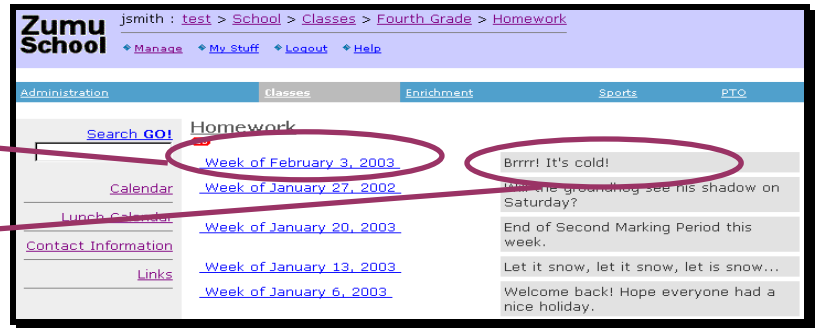 Zumu School
jsmith : test > School > Classes > Fourth Grade > Homework
Manage My Stuff Logout Help
Administration Classes Enrichment Sports PTO
Search GO!
Calendar
Lunch Calendar
Contact Information
Links
Homework
Week of February 3, 2003 Brrrr! It's cold!
Week of January 27, 2002 Will the groundhog see his shadow on
Saturday?
Week of January 20, 2003 End of Second Marking Period this
week.
Week of January 13, 2003 Let it snow, let it snow, let is snow...
Week of January 6, 2003 Welcome back! Hope everyone had a
nice holiday.